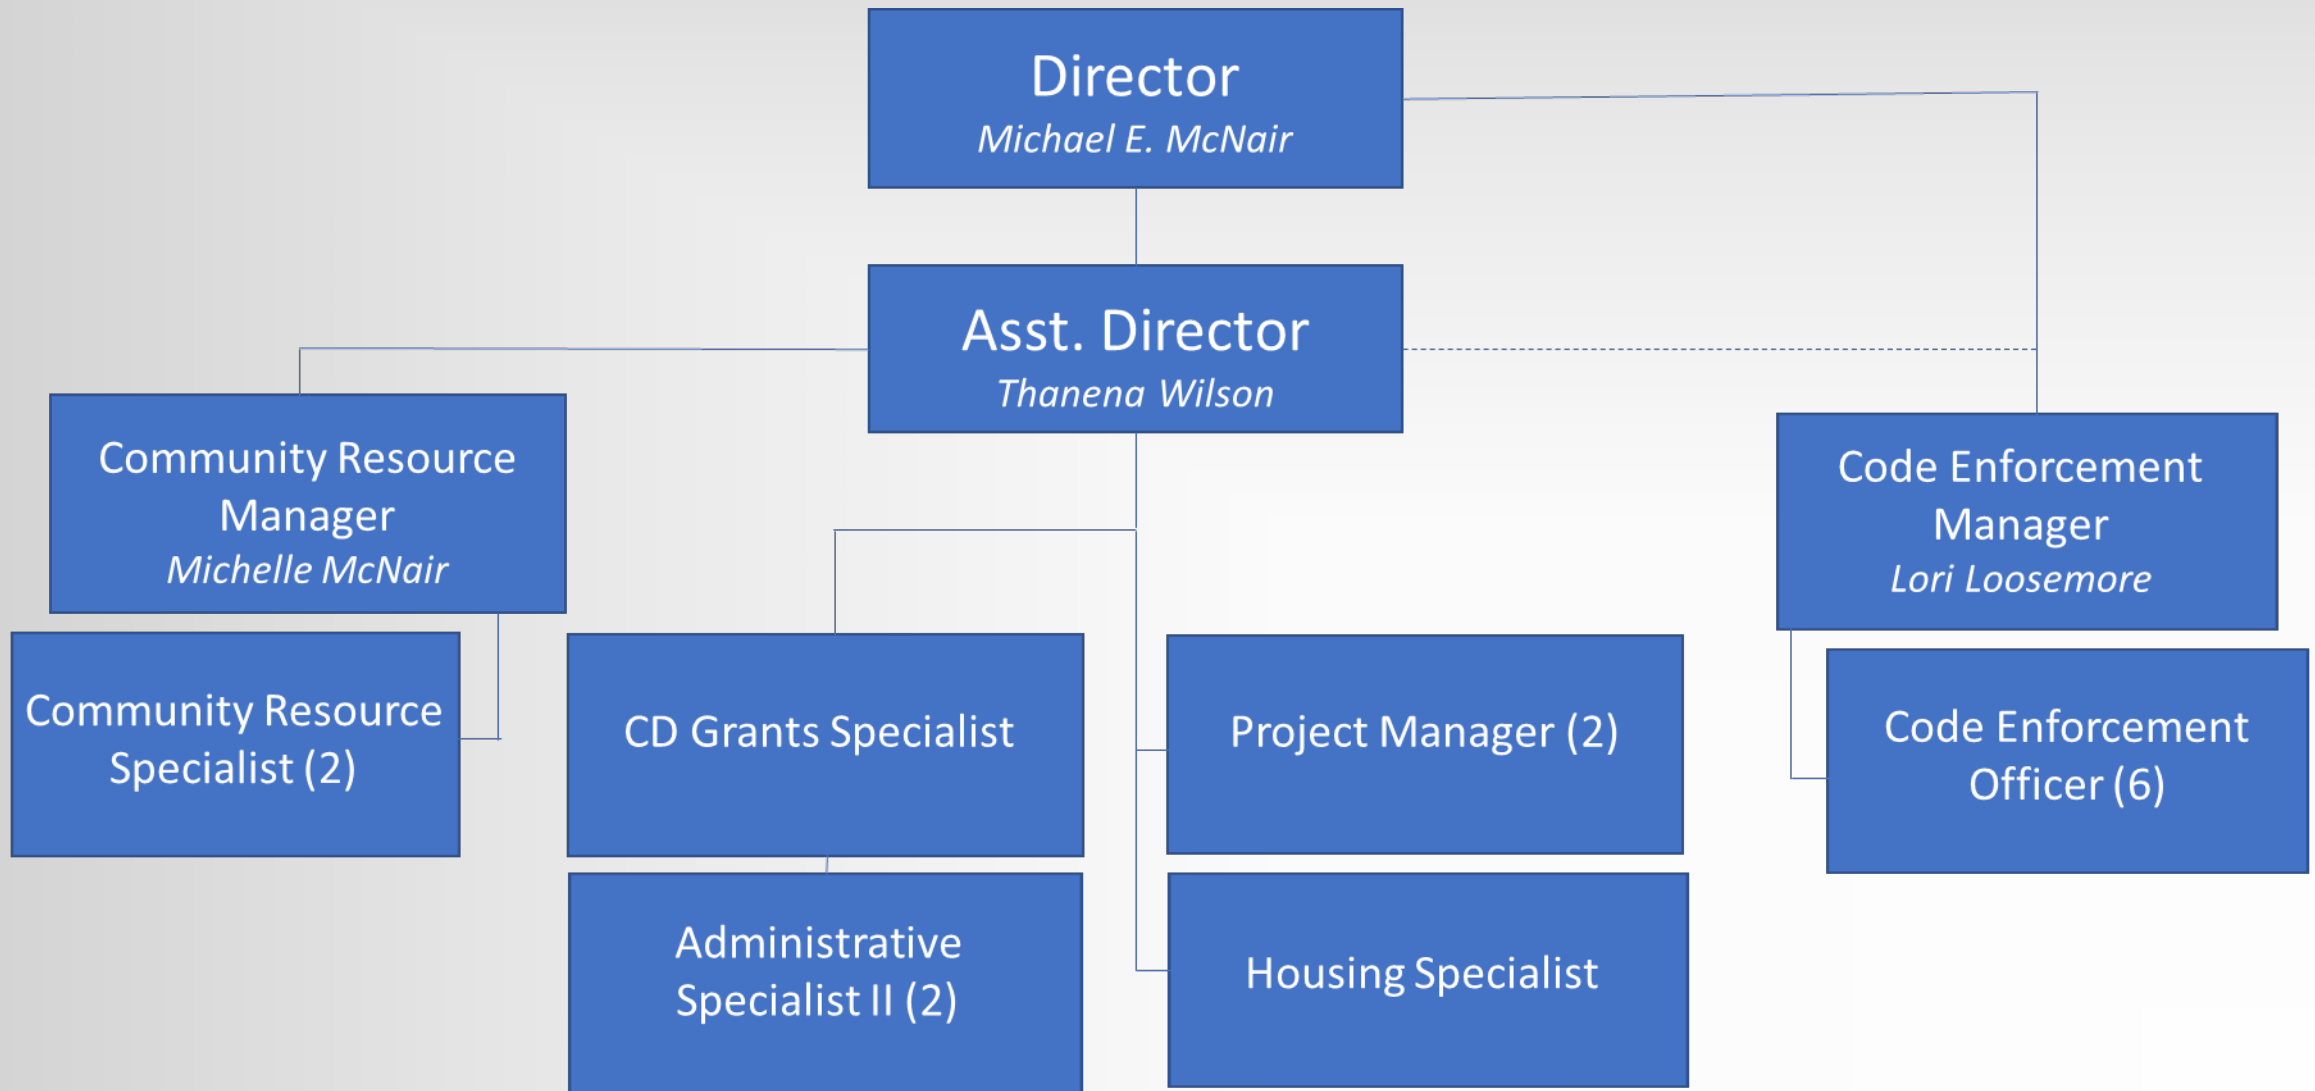 Director
Michael E. McNair
Asst. Director
Thanena Wilson
Community Resource
Manager
Michelle McNair
Code Enforcement
Manager
Lori Loosemore
Community Resource
Specialist (2)
CD Grants Specialist
Project Manager (2)
Code Enforcement
Officer (6)
Administrative
Specialist II (2)
Housing Specialist